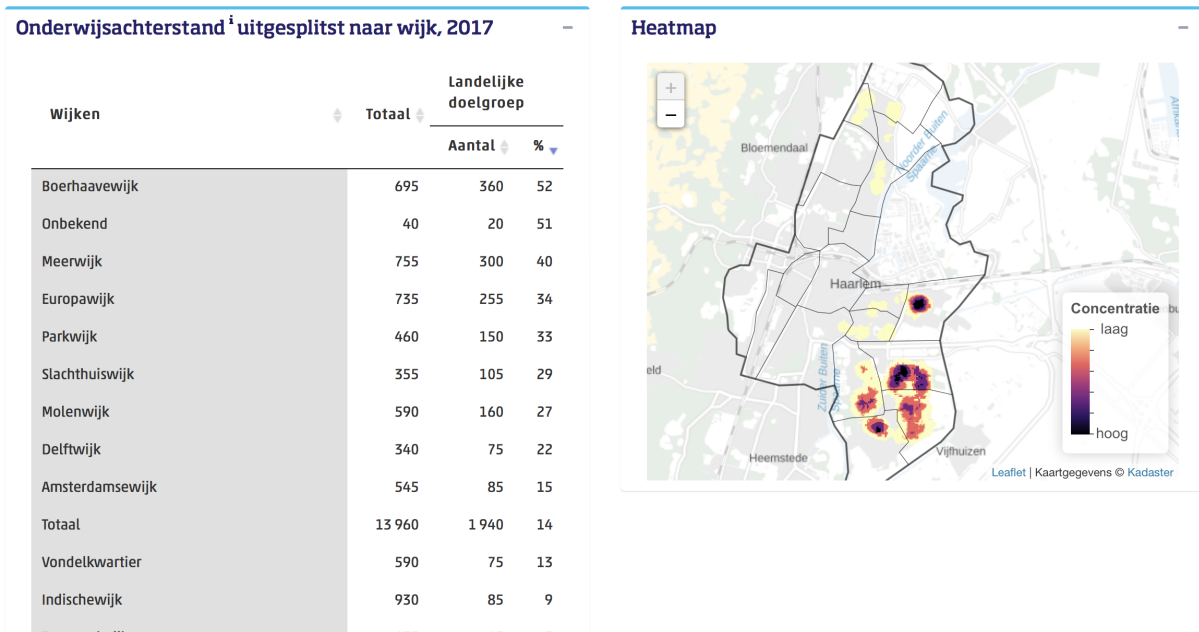 Onderwijsachterstand i uitgesplitst naar wijk, 2017
Wijken Totaal Landelijke doelgroep
Aantal %
Boerhaavewijk 695 360 52
Onbekend 40 20 51
Meerwijk 755 300 40
Europawijk 735 255 34
Parkwijk 460 150 33
Slachthuiswijk 355 105 29
Molenwijk 590 160 27
Delftwijk 340 75 22
Amsterdamsewijk 545 85 15
Totaal 13 960 1 940 14
Vondelkwartier 590 75 13
Indischewijk 930 85 9
Heatmap
+
−
Bloemendaal
Noorder Buiten
Spaarne
Haarlem
Zuider Buiten
Spaarne
Heemstede
Vijfhuizen
eld
Concentratie
laag
hoog
Leaflet | Kaartgegevens © Kadaster